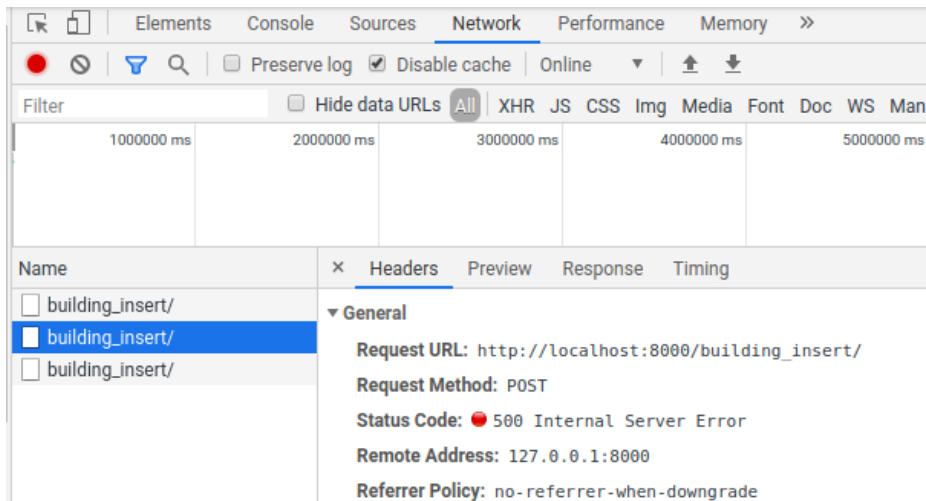 Elements Console Sources Network Performance Memory »
Preserve log Disable cache Online ▼
Filter Hide data URLs All XHR JS CSS Img Media Font Doc WS Man
1000000 ms 2000000 ms 3000000 ms 4000000 ms 5000000 ms
Name × Headers Preview Response Timing
building_insert/
building_insert/
building_insert/
▼ General
Request URL: http://localhost:8000/building_insert/
Request Method: POST
Status Code: 500 Internal Server Error
Remote Address: 127.0.0.1:8000
Referrer Policy: no-referrer-when-downgrade